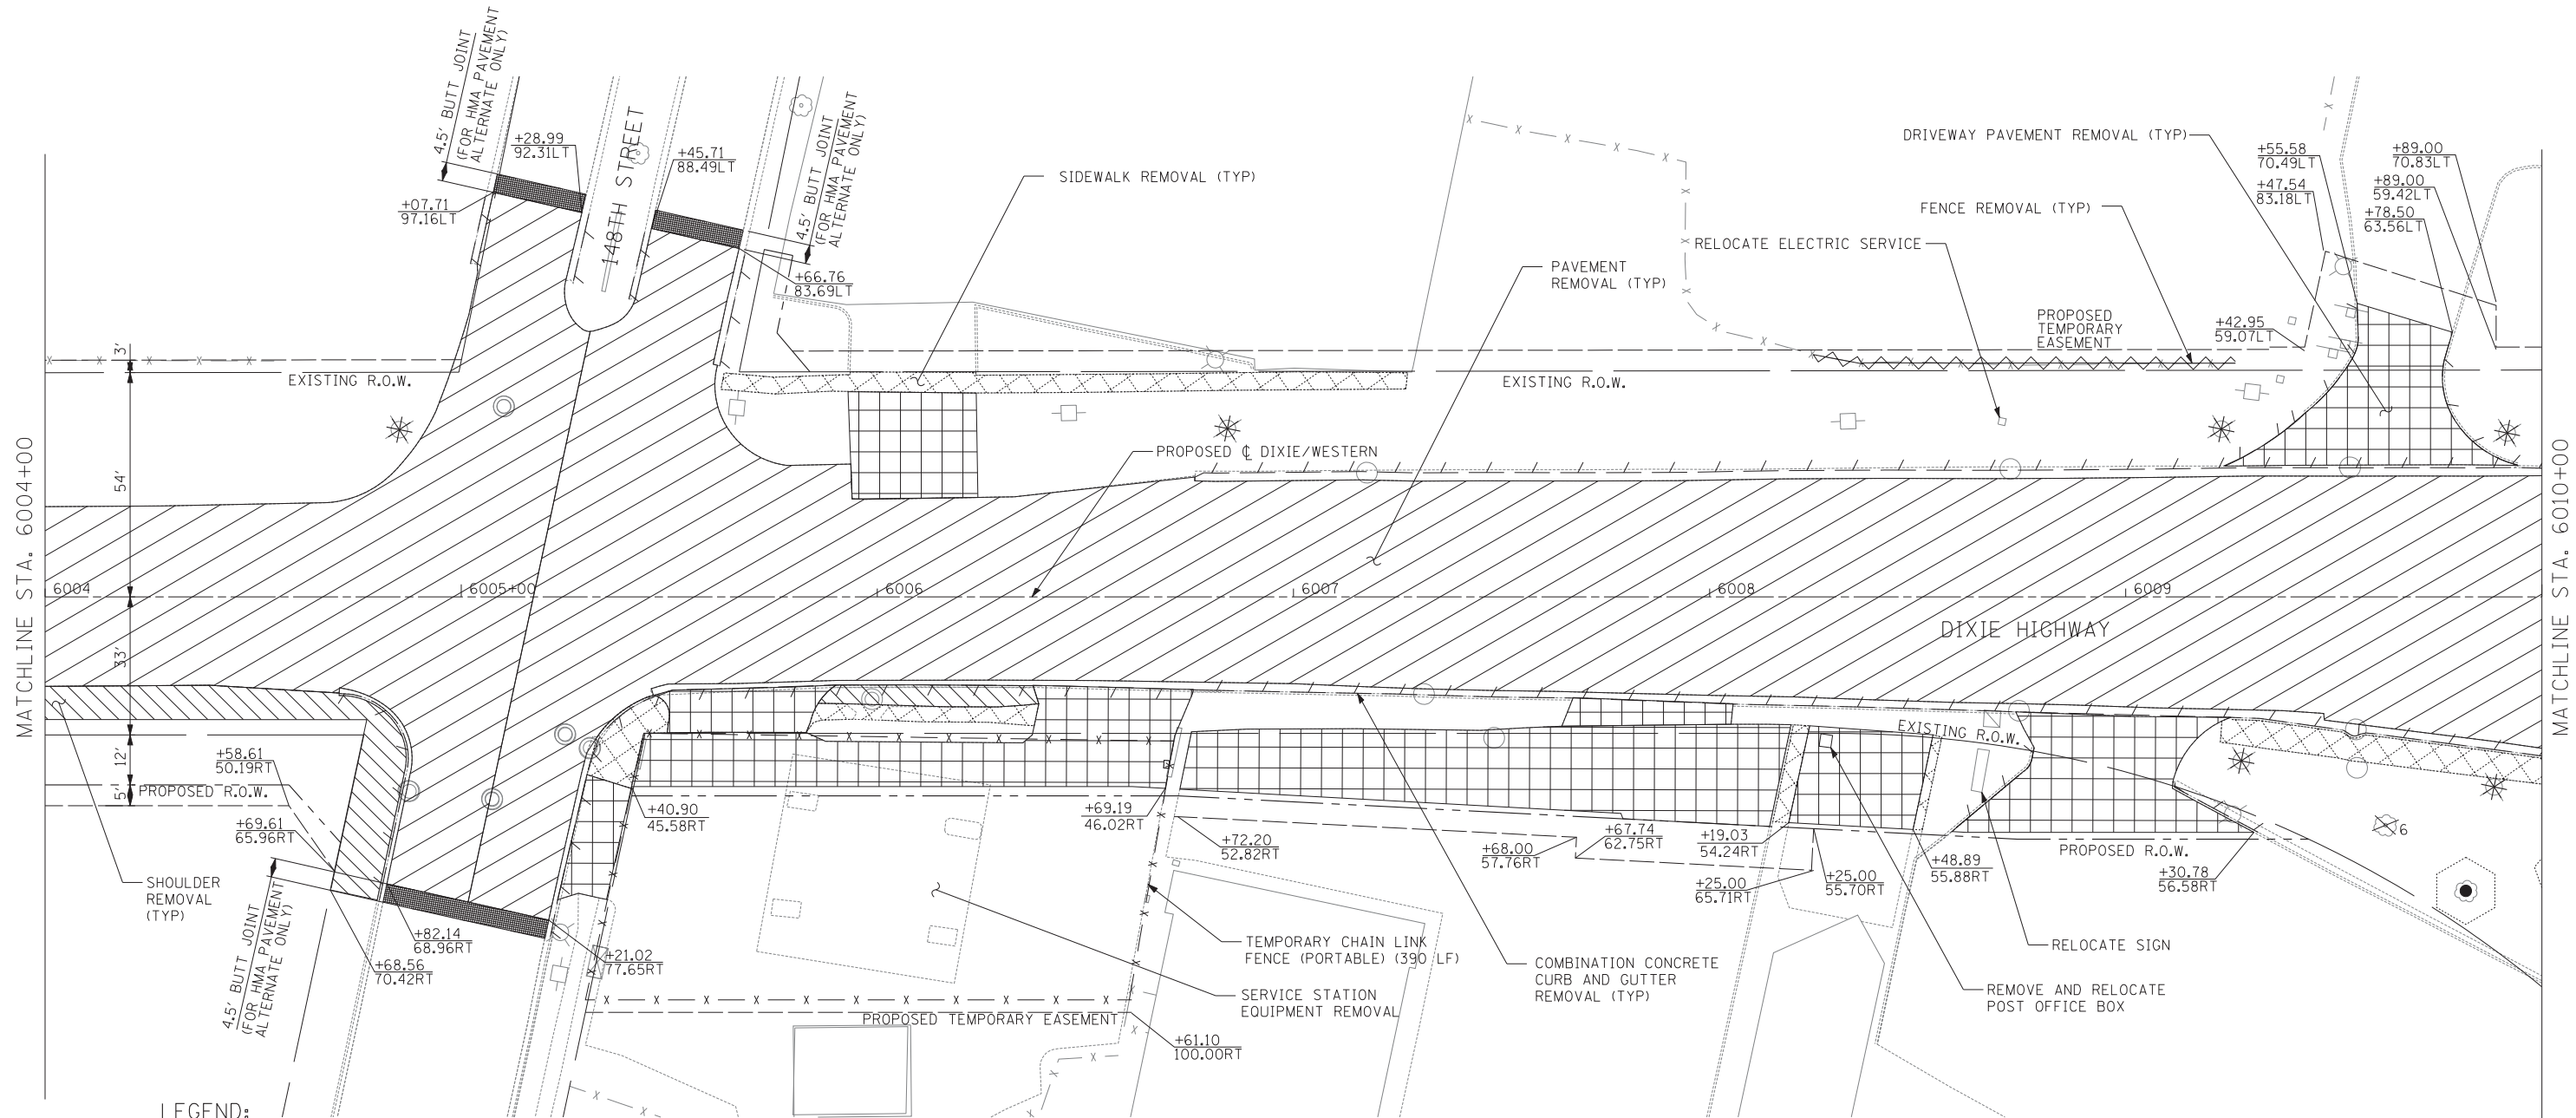 4.5' BUTT JOINT
(FOR HMA PAVEMENT
ALTERNATE ONLY)
+28.99
92.31LT
148TH STREET
+45.71
88.49LT
4.5' BUTT JOINT
(FOR HMA PAVEMENT
ALTERNATE ONLY)
+07.71
97.16LT
+66.76
83.69LT
SIDEWALK REMOVAL (TYP)
PAVEMENT
REMOVAL (TYP)
DRIVEWAY PAVEMENT REMOVAL (TYP)
FENCE REMOVAL (TYP)
RELOCATE ELECTRIC SERVICE
+55.58
70.49LT
+47.54
83.18LT
+89.00
70.83LT
+89.00
59.42LT
+78.50
63.56LT
PROPOSED
TEMPORARY
EASEMENT
+42.95
59.07LT
3'
EXISTING R.O.W.
EXISTING R.O.W.
54'
PROPOSED ℄ DIXIE/WESTERN
MATCHLINE STA. 6004+00
MATCHLINE STA. 6010+00
6004
6005+00
6006
6007
6008
6009
DIXIE HIGHWAY
33'
12'
5'
+58.61
50.19RT
PROPOSED R.O.W.
+69.61
65.96RT
SHOULDER
REMOVAL
(TYP)
4.5' BUTT JOINT
(FOR HMA PAVEMENT
ALTERNATE ONLY)
+82.14
68.96RT
+68.56
70.42RT
+21.02
77.65RT
+40.90
45.58RT
+69.19
46.02RT
+72.20
52.82RT
EXISTING R.O.W.
+68.00
57.76RT
+67.74
62.75RT
+19.03
54.24RT
+25.00
65.71RT
+25.00
55.70RT
+48.89
55.88RT
PROPOSED R.O.W.
+30.78
56.58RT
6
TEMPORARY CHAIN LINK
FENCE (PORTABLE) (390 LF)
SERVICE STATION
EQUIPMENT REMOVAL
PROPOSED TEMPORARY EASEMENT
+61.10
100.00RT
COMBINATION CONCRETE
CURB AND GUTTER
REMOVAL (TYP)
RELOCATE SIGN
REMOVE AND RELOCATE
POST OFFICE BOX
LEGEND: